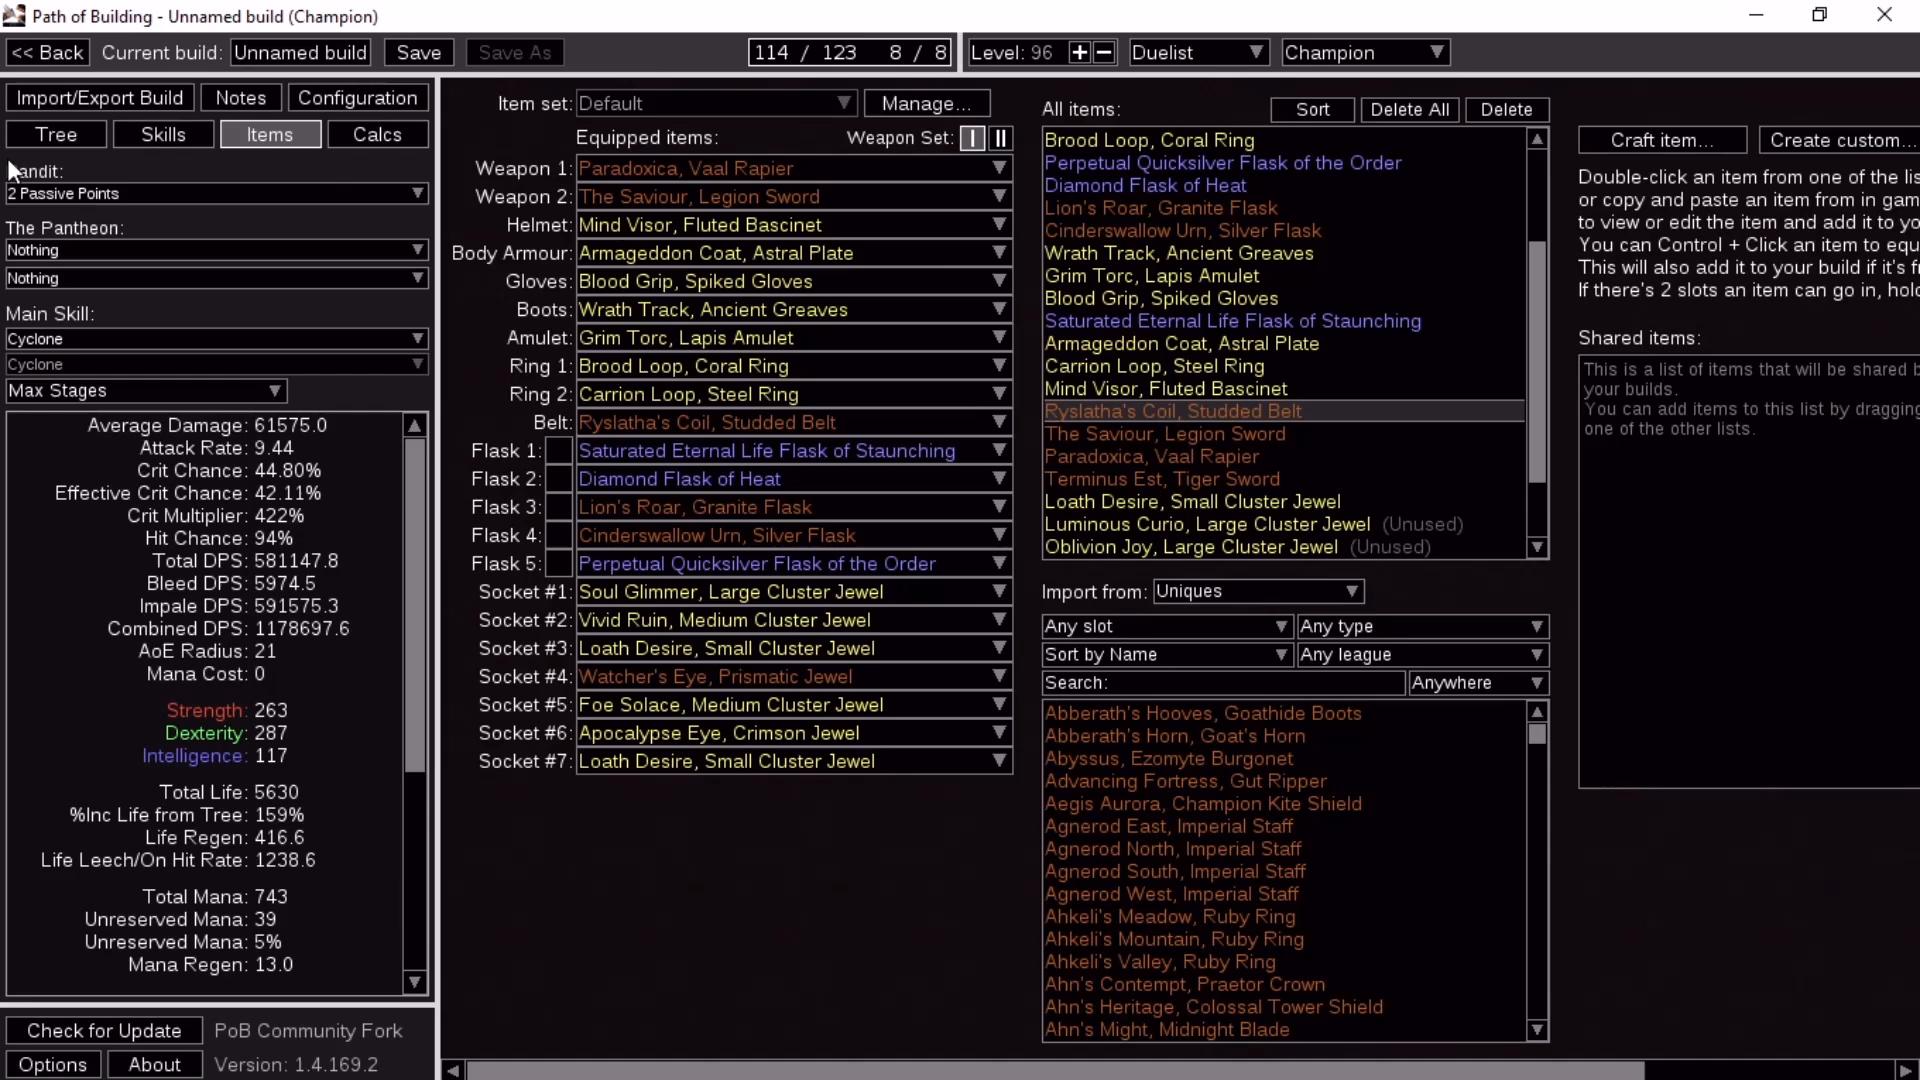 Path of Building - Unnamed build (Champion)
<< Back Current build: Unnamed build Save Save As 114 / 123 8 / 8 Level: 96 + - Duelist Champion
Import/Export Build Notes Configuration
Tree Skills Items Calcs
andit:
2 Passive Points
The Pantheon:
Nothing
Nothing
Main Skill:
Cyclone
Cyclone
Max Stages
Average Damage: 61575.0
Attack Rate: 9.44
Crit Chance: 44.80%
Effective Crit Chance: 42.11%
Crit Multiplier: 422%
Hit Chance: 94%
Total DPS: 581147.8
Bleed DPS: 5974.5
Impale DPS: 591575.3
Combined DPS: 1178697.6
AoE Radius: 21
Mana Cost: 0
Strength: 263
Dexterity: 287
Intelligence: 117
Total Life: 5630
%Inc Life from Tree: 159%
Life Regen: 416.6
Life Leech/On Hit Rate: 1238.6
Total Mana: 743
Unreserved Mana: 39
Unreserved Mana: 5%
Mana Regen: 13.0
Check for Update PoB Community Fork
Options About Version: 1.4.169.2
Item set: Default Manage...
Equipped items: Weapon Set: I II
Weapon 1: Paradoxica, Vaal Rapier
Weapon 2: The Saviour, Legion Sword
Helmet: Mind Visor, Fluted Bascinet
Body Armour: Armageddon Coat, Astral Plate
Gloves: Blood Grip, Spiked Gloves
Boots: Wrath Track, Ancient Greaves
Amulet: Grim Torc, Lapis Amulet
Ring 1: Brood Loop, Coral Ring
Ring 2: Carrion Loop, Steel Ring
Belt: Ryslatha's Coil, Studded Belt
Flask 1: Saturated Eternal Life Flask of Staunching
Flask 2: Diamond Flask of Heat
Flask 3: Lion's Roar, Granite Flask
Flask 4: Cinderswallow Urn, Silver Flask
Flask 5: Perpetual Quicksilver Flask of the Order
Socket #1: Soul Glimmer, Large Cluster Jewel
Socket #2: Vivid Ruin, Medium Cluster Jewel
Socket #3: Loath Desire, Small Cluster Jewel
Socket #4: Watcher's Eye, Prismatic Jewel
Socket #5: Foe Solace, Medium Cluster Jewel
Socket #6: Apocalypse Eye, Crimson Jewel
Socket #7: Loath Desire, Small Cluster Jewel
All items: Sort Delete All Delete
Brood Loop, Coral Ring
Perpetual Quicksilver Flask of the Order
Diamond Flask of Heat
Lion's Roar, Granite Flask
Cinderswallow Urn, Silver Flask
Wrath Track, Ancient Greaves
Grim Torc, Lapis Amulet
Blood Grip, Spiked Gloves
Saturated Eternal Life Flask of Staunching
Armageddon Coat, Astral Plate
Carrion Loop, Steel Ring
Mind Visor, Fluted Bascinet
Ryslatha's Coil, Studded Belt
The Saviour, Legion Sword
Paradoxica, Vaal Rapier
Terminus Est, Tiger Sword
Loath Desire, Small Cluster Jewel
Luminous Curio, Large Cluster Jewel (Unused)
Oblivion Joy, Large Cluster Jewel (Unused)
Import from: Uniques
Any slot Any type
Sort by Name Any league
Search: Anywhere
Abberath's Hooves, Goathide Boots
Abberath's Horn, Goat's Horn
Abyssus, Ezomyte Burgonet
Advancing Fortress, Gut Ripper
Aegis Aurora, Champion Kite Shield
Agnerod East, Imperial Staff
Agnerod North, Imperial Staff
Agnerod South, Imperial Staff
Agnerod West, Imperial Staff
Ahkeli's Meadow, Ruby Ring
Ahkeli's Mountain, Ruby Ring
Ahkeli's Valley, Ruby Ring
Ahn's Contempt, Praetor Crown
Ahn's Heritage, Colossal Tower Shield
Ahn's Might, Midnight Blade
Craft item... Create custom...
Double-click an item from one of the lis
or copy and paste an item from in gam
to view or edit the item and add it to yo
You can Control + Click an item to equ
This will also add it to your build if it's fr
If there's 2 slots an item can go in, holc
Shared items:
This is a list of items that will be shared b
your builds.
You can add items to this list by dragging
one of the other lists.